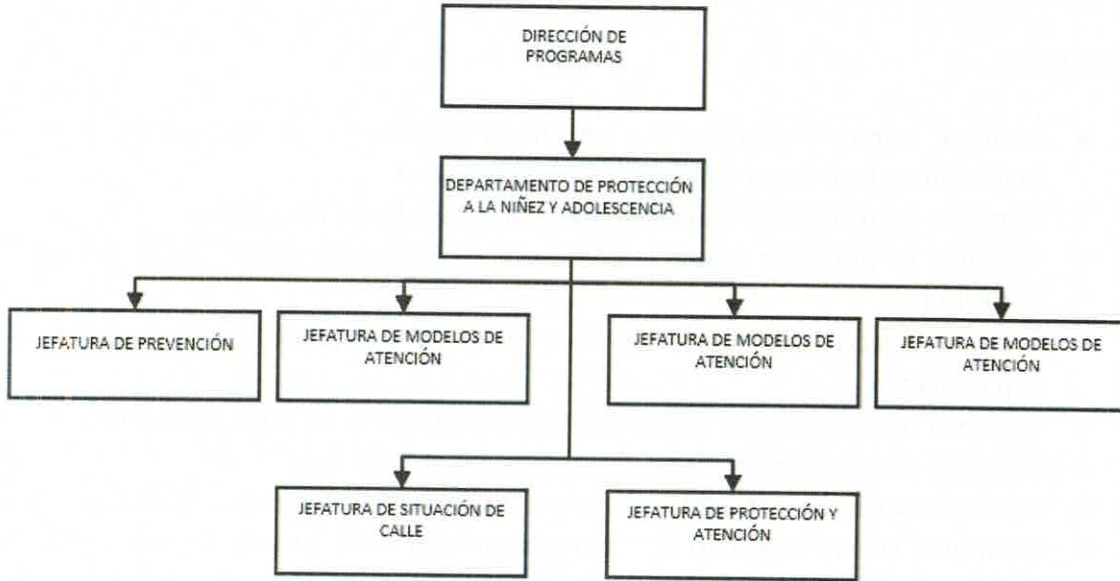 DIRECCIÓN DE
PROGRAMAS
DEPARTAMENTO DE PROTECCIÓN
A LA NIÑEZ Y ADOLESCENCIA
JEFATURA DE PREVENCIÓN
JEFATURA DE MODELOS DE
ATENCIÓN
JEFATURA DE MODELOS DE
ATENCIÓN
JEFATURA DE MODELOS DE
ATENCIÓN
JEFATURA DE SITUACIÓN DE
CALLE
JEFATURA DE PROTECCIÓN Y
ATENCIÓN